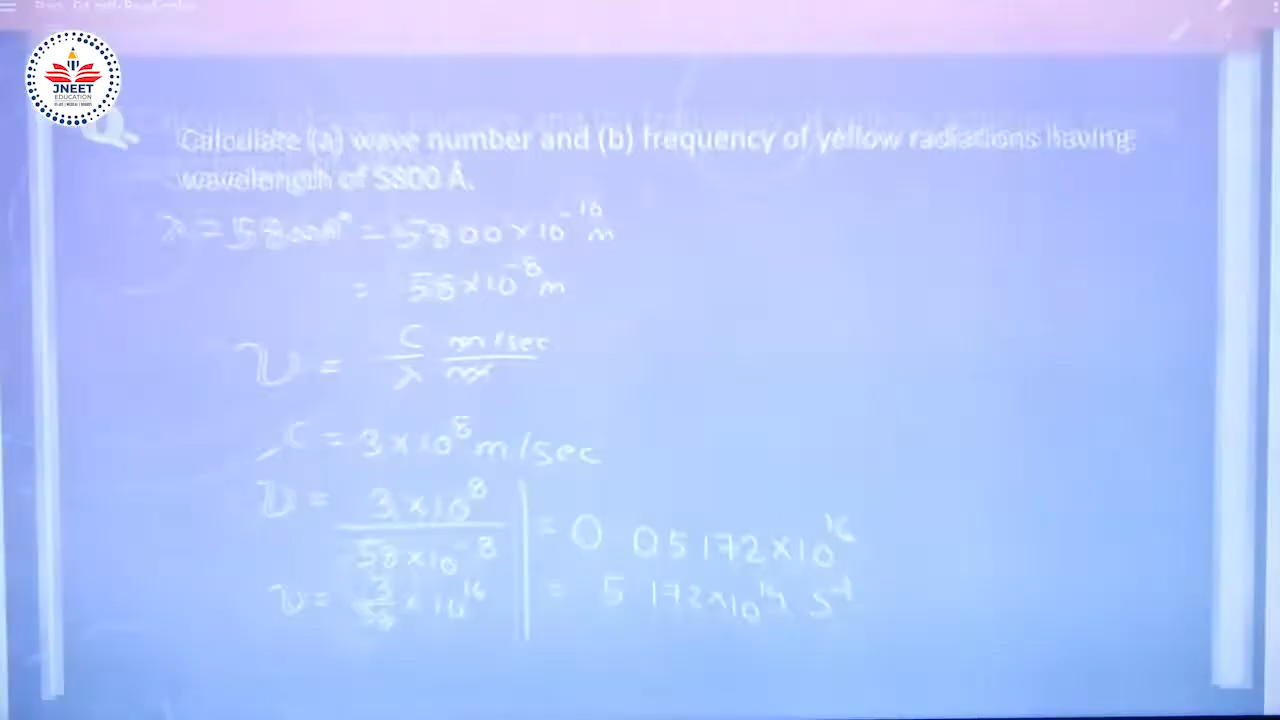 JNEET
EDUCATION
Q.
Calculate (a) wave number and (b) frequency of yellow radiations having
wavelength of 5800 Å.
λ = 5800A° = 5800×10⁻¹⁰ m
= 58×10⁻⁸ m
ν = C/λ m/sec/m
C = 3×10⁸ m/sec
ν = 3×10⁸/58×10⁻⁸
= 0 05172×10¹⁶
ν = 3/58 × 10¹⁶
= 5 172×10¹⁴ S⁻¹